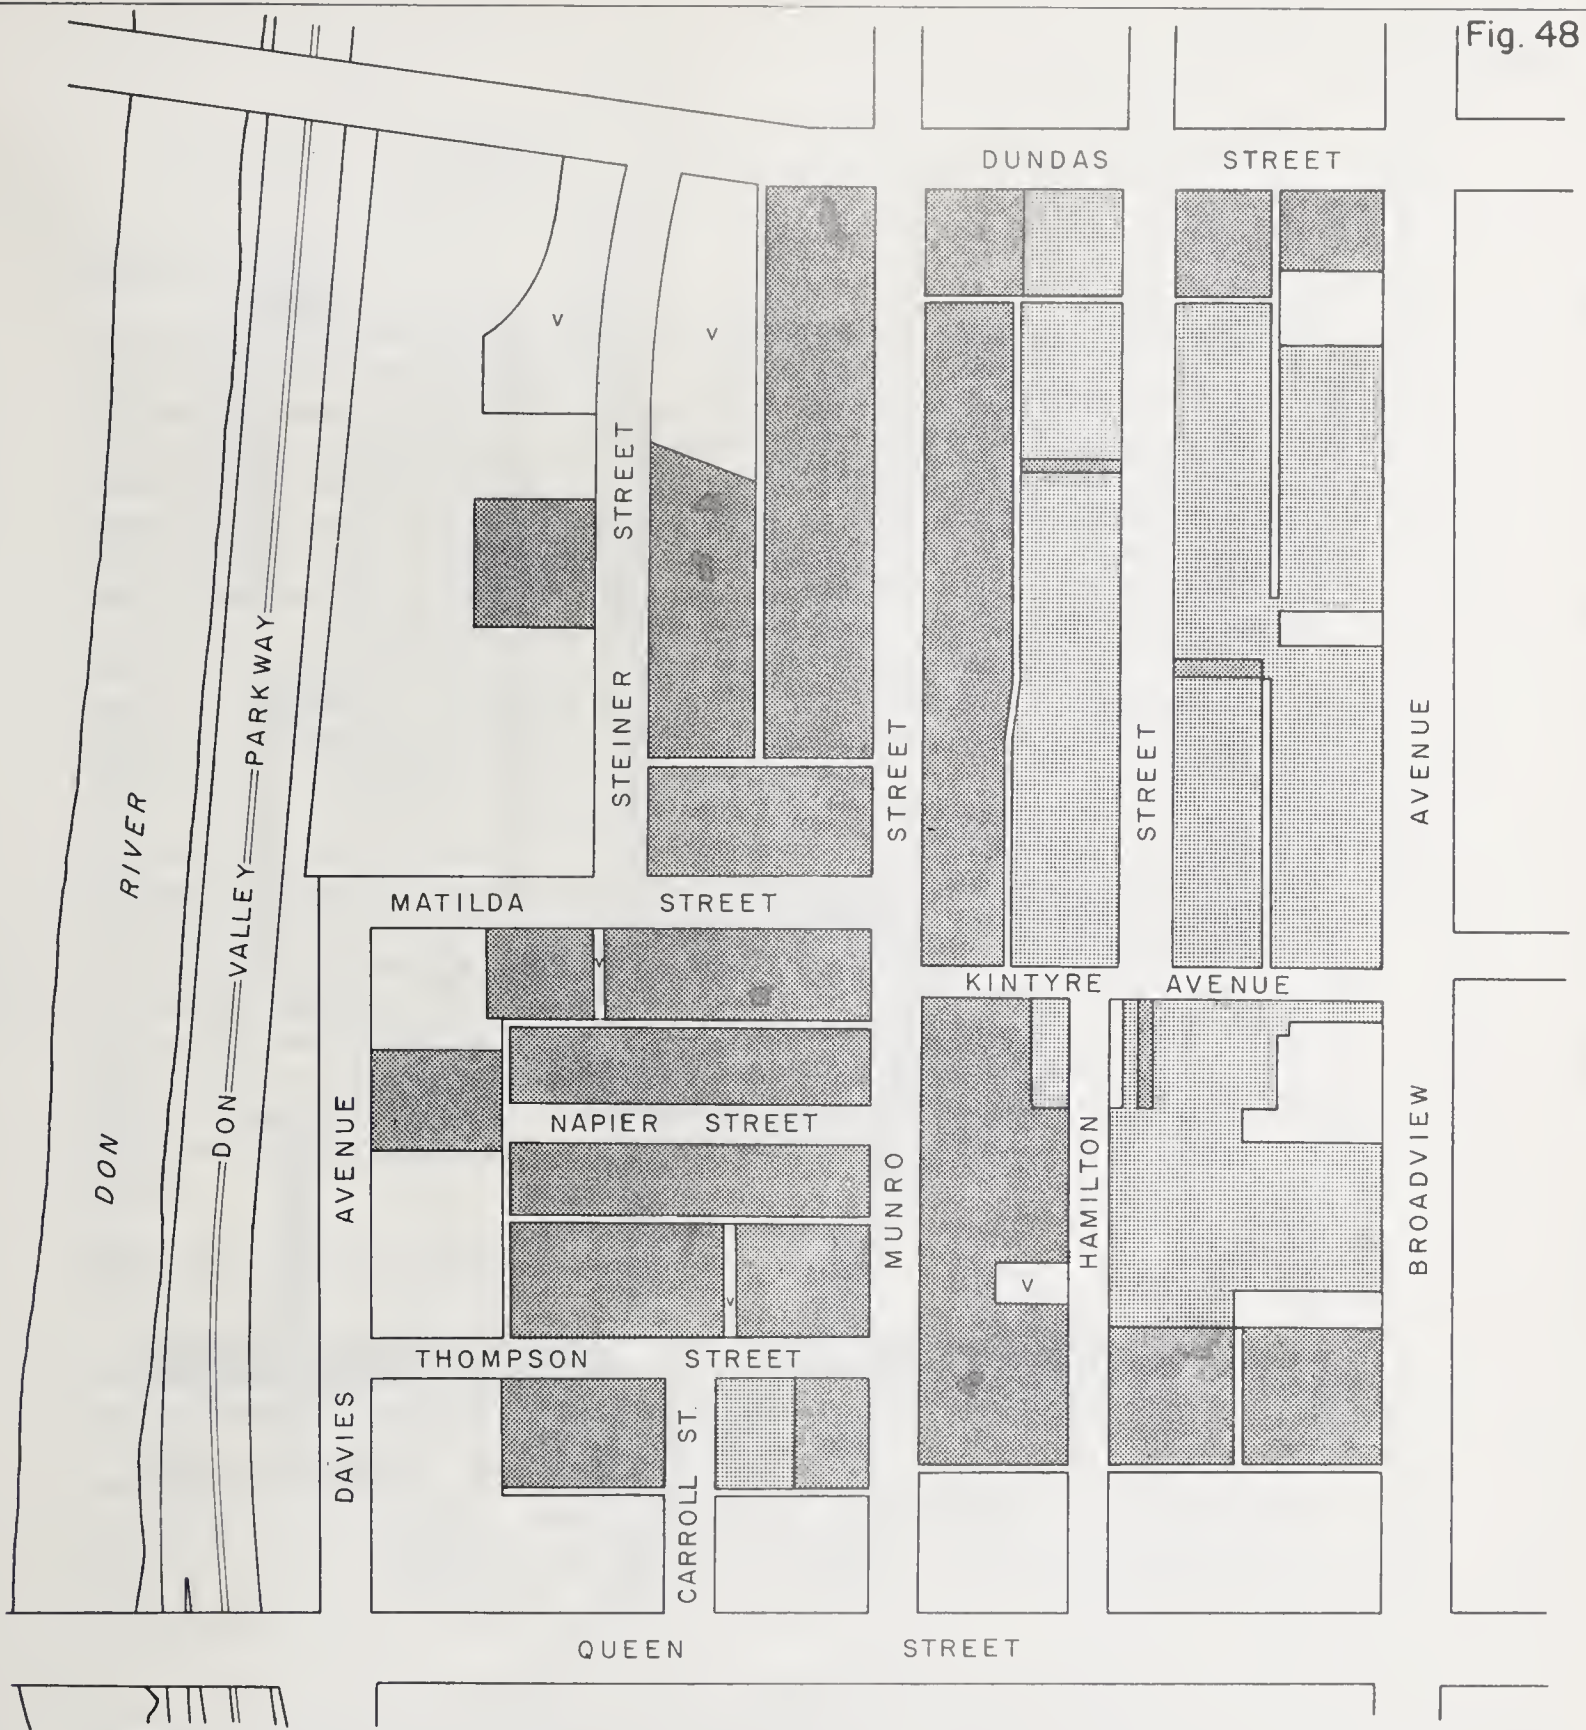 Fig. 48
DUNDAS STREET
V
V
STEINER STREET
DON VALLEY PARKWAY
DON RIVER
MUNRO STREET
HAMILTON STREET
BROADVIEW AVENUE
MATILDA STREET
V
KINTYRE AVENUE
NAPIER STREET
DAVIES AVENUE
V
V
THOMPSON STREET
CARROLL ST.
QUEEN STREET